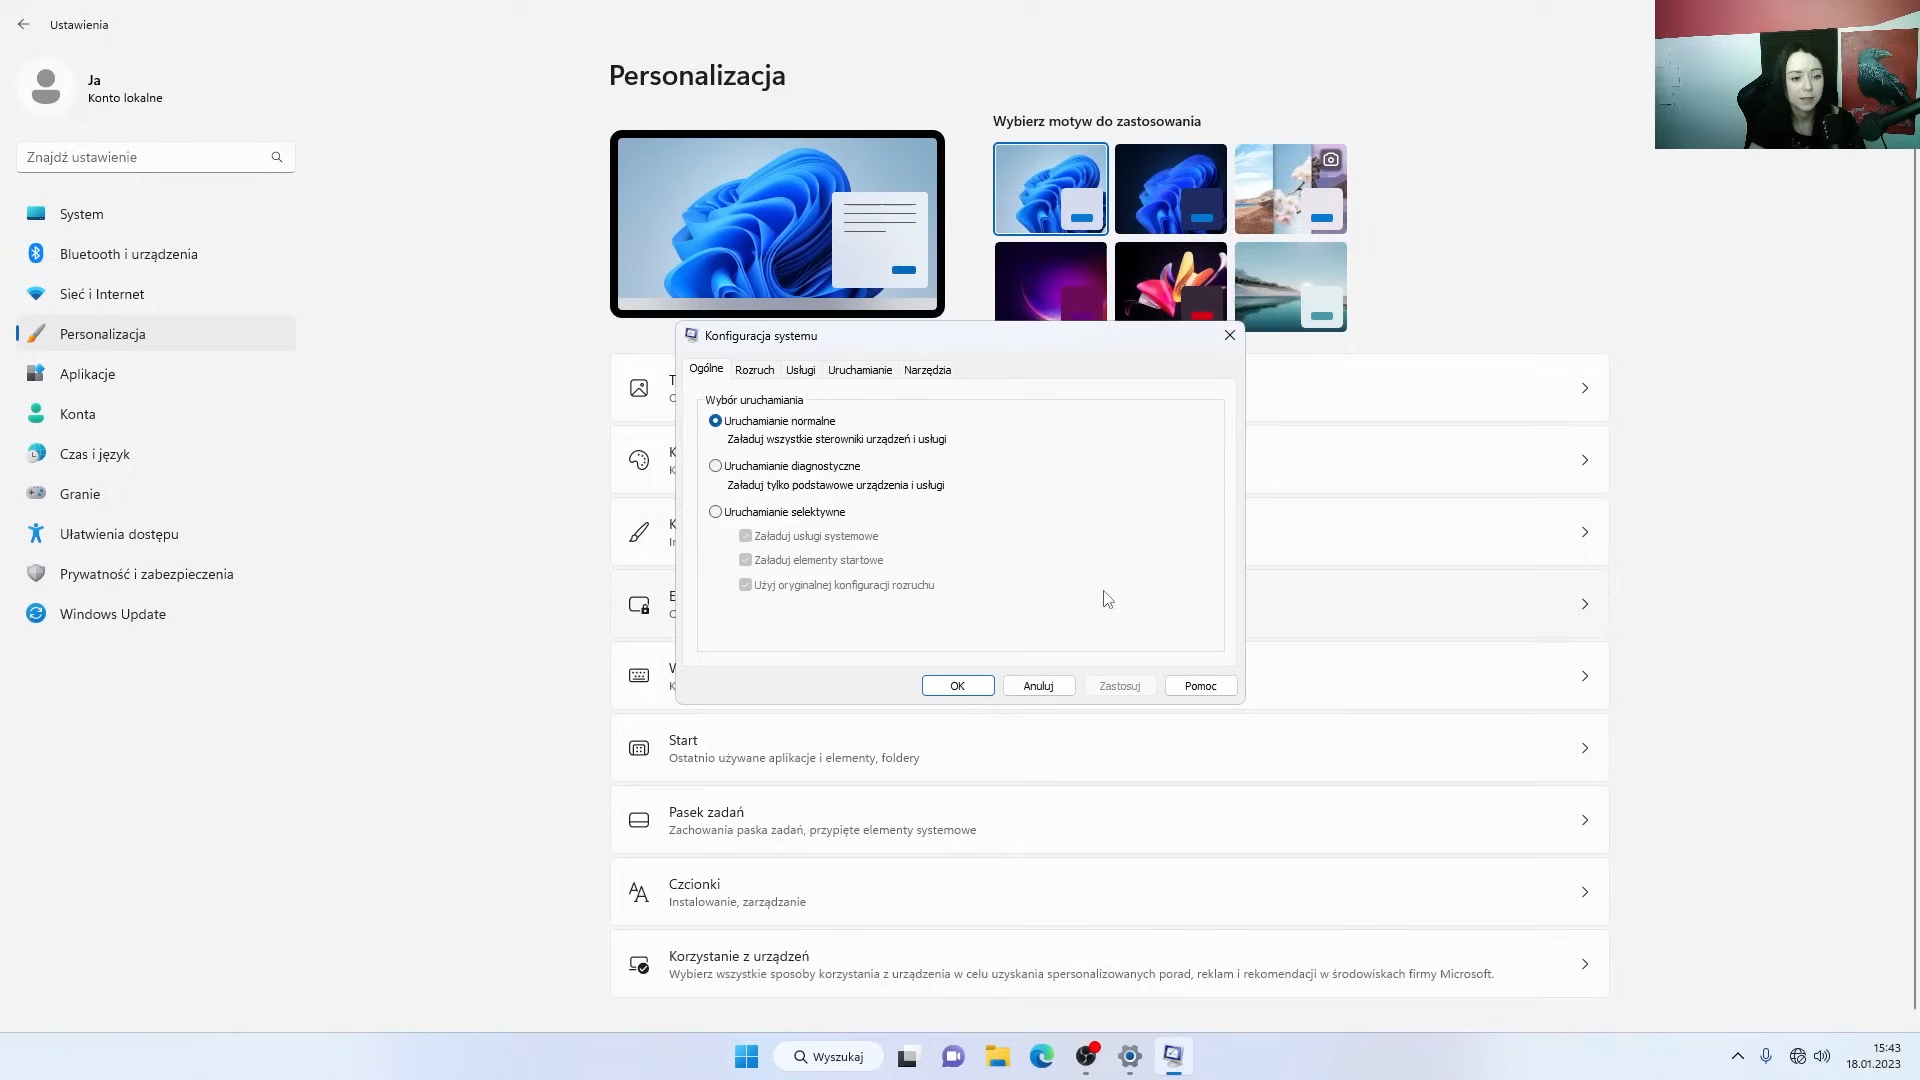 Ustawienia
Ja
Konto lokalne
Znajdź ustawienie
System
Bluetooth i urządzenia
Sieć i Internet
Personalizacja
Aplikacje
Konta
Czas i język
Granie
Ułatwienia dostępu
Prywatność i zabezpieczenia
Windows Update
Personalizacja
Wybierz motyw do zastosowania
Konfiguracja systemu
Ogólne Rozruch Usługi Uruchamianie Narzędzia
Wybór uruchamiania
Uruchamianie normalne
Załaduj wszystkie sterowniki urządzeń i usługi
Uruchamianie diagnostyczne
Załaduj tylko podstawowe urządzenia i usługi
Uruchamianie selektywne
Załaduj usługi systemowe
Załaduj elementy startowe
Użyj oryginalnej konfiguracji rozruchu
OK Anuluj Zastosuj Pomoc
Start
Ostatnio używane aplikacje i elementy, foldery
Pasek zadań
Zachowania paska zadań, przypięte elementy systemowe
Czcionki
Instalowanie, zarządzanie
Korzystanie z urządzeń
Wybierz wszystkie sposoby korzystania z urządzenia w celu uzyskania spersonalizowanych porad, reklam i rekomendacji w środowiskach firmy Microsoft.
Wyszukaj
15:43
18.01.2023